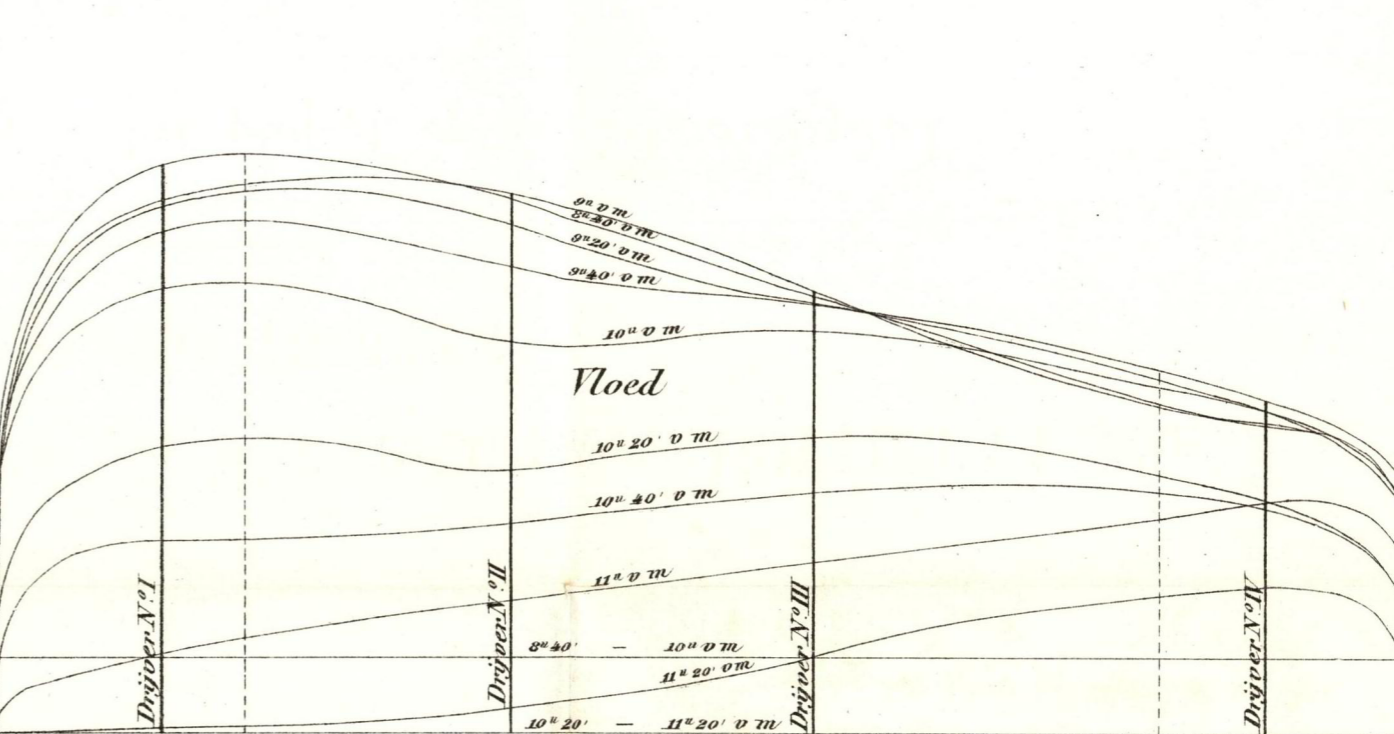 9u v m
8u 40' v m
9u 20' v m
9u 40' v m
10u v m
Vloed
10u 20' v m
10u 40' v m
11u v m
Drijver No. I
Drijver No. II
Drijver No. III
Drijver No. IV
8u 40' — 10u v m
11u 20' v m
10u 20' — 11u 20' v m